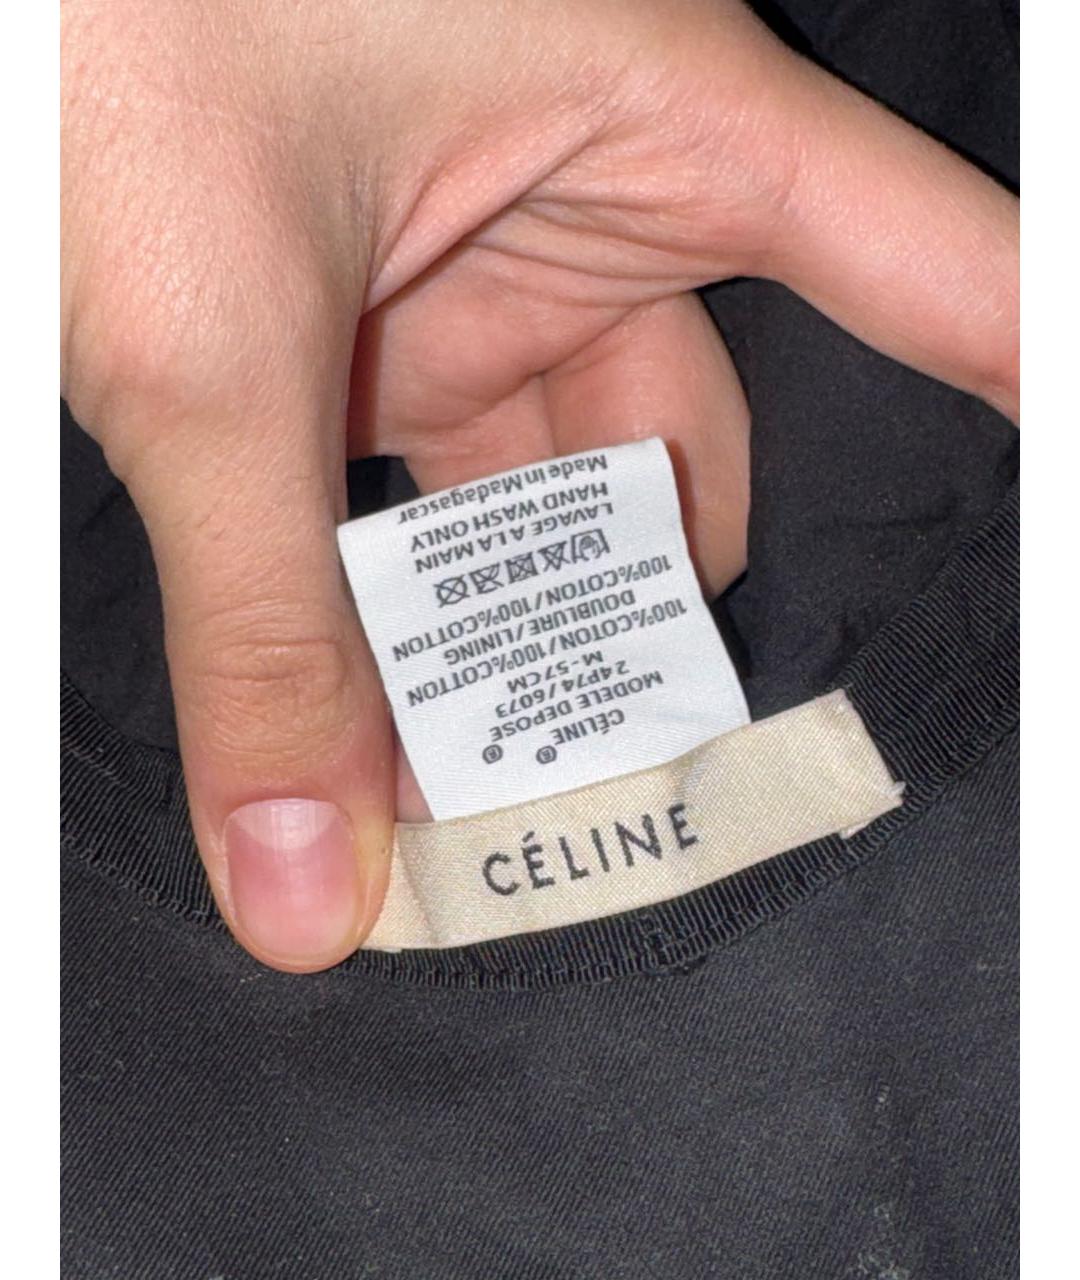 CÉLINE ®
MODELE DEPOSE ®
24P74 / 6073
M - 57CM
100%COTON / 100%COTTON
DOUBLURE / LINING
100%COTON / 100%COTTON
LAVAGE A LA MAIN
HAND WASH ONLY
Made in Madagascar
CÉLINE